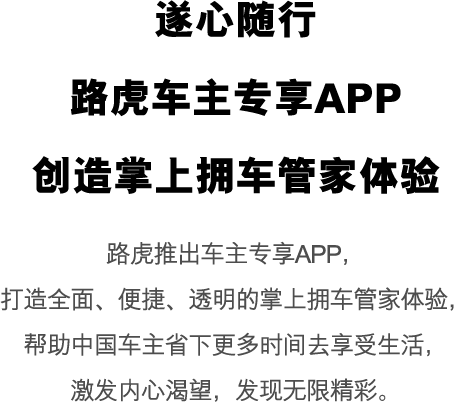 遂心随行
路虎车主专享APP
创造掌上拥车管家体验
路虎推出车主专享APP,
打造全面、便捷、透明的掌上拥车管家体验,
帮助中国车主省下更多时间去享受生活,
激发内心渴望，发现无限精彩。